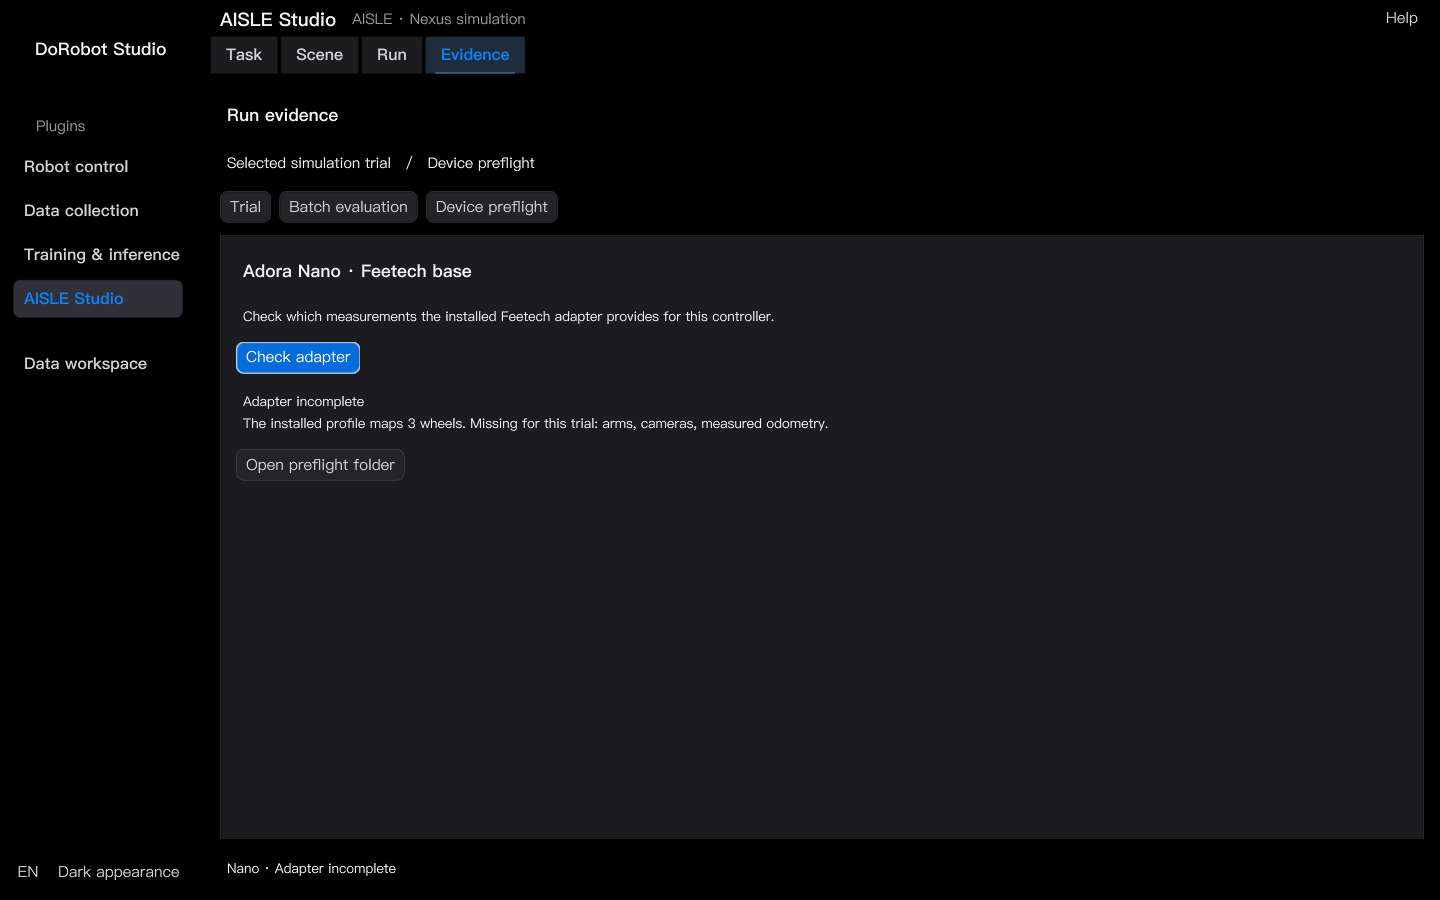 AISLE Studio AISLE · Nexus simulation
Help
DoRobot Studio
Task Scene Run Evidence
Run evidence
Plugins
Robot control
Data collection
Training & inference
AISLE Studio
Data workspace
Selected simulation trial / Device preflight
Trial Batch evaluation Device preflight
Adora Nano · Feetech base
Check which measurements the installed Feetech adapter provides for this controller.
Check adapter
Adapter incomplete
The installed profile maps 3 wheels. Missing for this trial: arms, cameras, measured odometry.
Open preflight folder
EN Dark appearance
Nano · Adapter incomplete